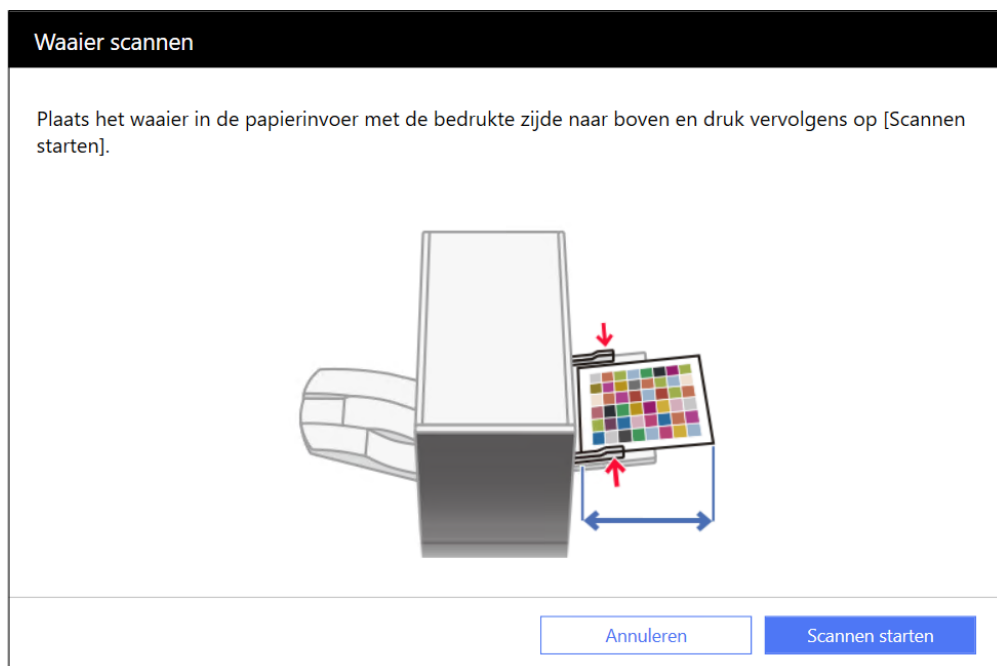 Waaier scannen
Plaats het waaier in de papierinvoer met de bedrukte zijde naar boven en druk vervolgens op [Scannen
starten].
Annuleren
Scannen starten